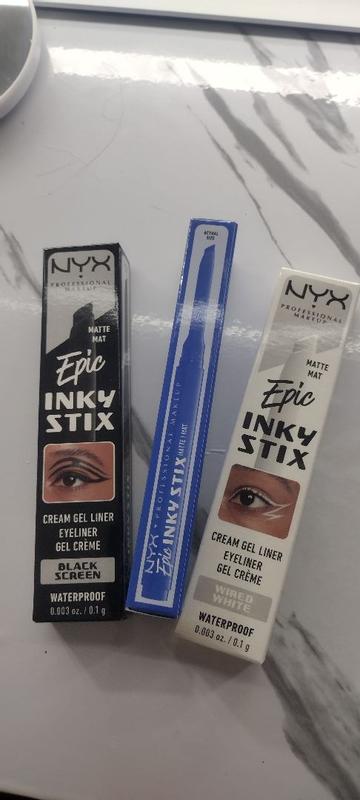 NYX
PROFESSIONAL
MAKEUP
MATTE
MAT
Epic
INKY
STIX
CREAM GEL LINER
EYELINER
GEL CRÈME
BLACK
SCREEN
WATERPROOF
0.003 oz. / 0.1 g
ACTUAL
SIZE
NYX PROFESSIONAL MAKEUP
Epic INKY STIX MATTE | MAT
NYX
PROFESSIONAL
MAKEUP
MATTE
MAT
Epic
INKY
STIX
CREAM GEL LINER
EYELINER
GEL CRÈME
WIRED
WHITE
WATERPROOF
0.003 oz. / 0.1 g